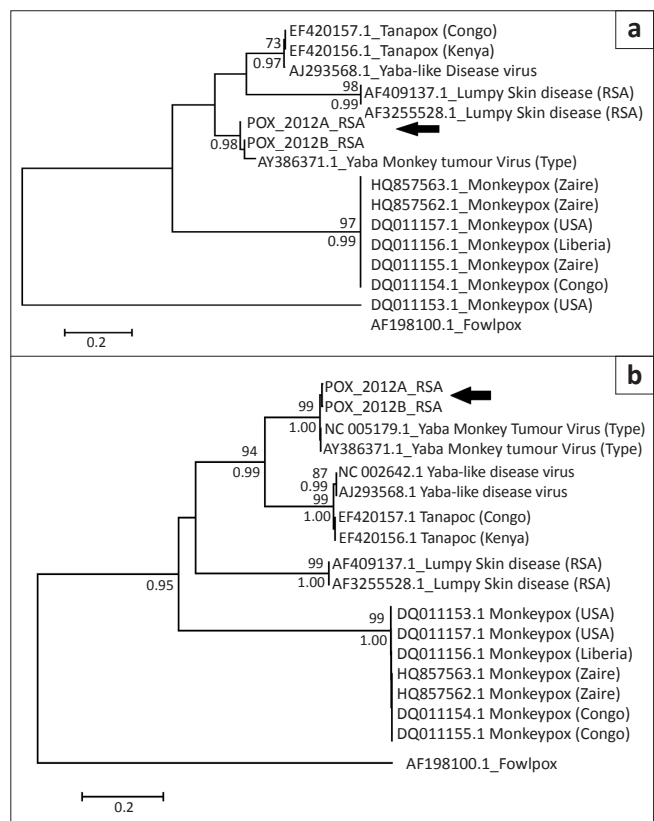 a
EF420157.1_Tanapox (Congo)
73
EF420156.1_Tanapox (Kenya)
0.97
AJ293568.1_Yaba-like Disease virus
98
AF409137.1_Lumpy Skin disease (RSA)
0.99
AF3255528.1_Lumpy Skin disease (RSA)
POX_2012A_RSA
0.98
POX_2012B_RSA
AY386371.1_Yaba Monkey tumour Virus (Type)
HQ857563.1_Monkeypox (Zaire)
HQ857562.1_Monkeypox (Zaire)
97
DQ011157.1_Monkeypox (USA)
0.99
DQ011156.1_Monkeypox (Liberia)
DQ011155.1_Monkeypox (Zaire)
DQ011154.1_Monkeypox (Congo)
DQ011153.1_Monkeypox (USA)
AF198100.1_Fowlpox
0.2
b
POX_2012A_RSA
99
POX_2012B_RSA
1.00
NC 005179.1_Yaba Monkey Tumour Virus (Type)
AY386371.1_Yaba Monkey tumour Virus (Type)
94
0.99
87
NC 002642.1 Yaba-like disease virus
0.99
AJ293568.1_Yaba-like disease virus
99
1.00
EF420157.1 Tanapoc (Congo)
EF420156.1 Tanapoc (Kenya)
99
AF409137.1_Lumpy Skin disease (RSA)
1.00
AF3255528.1_Lumpy Skin disease (RSA)
0.95
DQ011153.1 Monkeypox (USA)
99
DQ011157.1 Monkeypox (USA)
1.00
DQ011156.1 Monkeypox (Liberia)
HQ857563.1 Monkeypox (Zaire)
HQ857562.1 Monkeypox (Zaire)
DQ011154.1 Monkeypox (Congo)
DQ011155.1 Monkeypox (Congo)
AF198100.1_Fowlpox
0.2